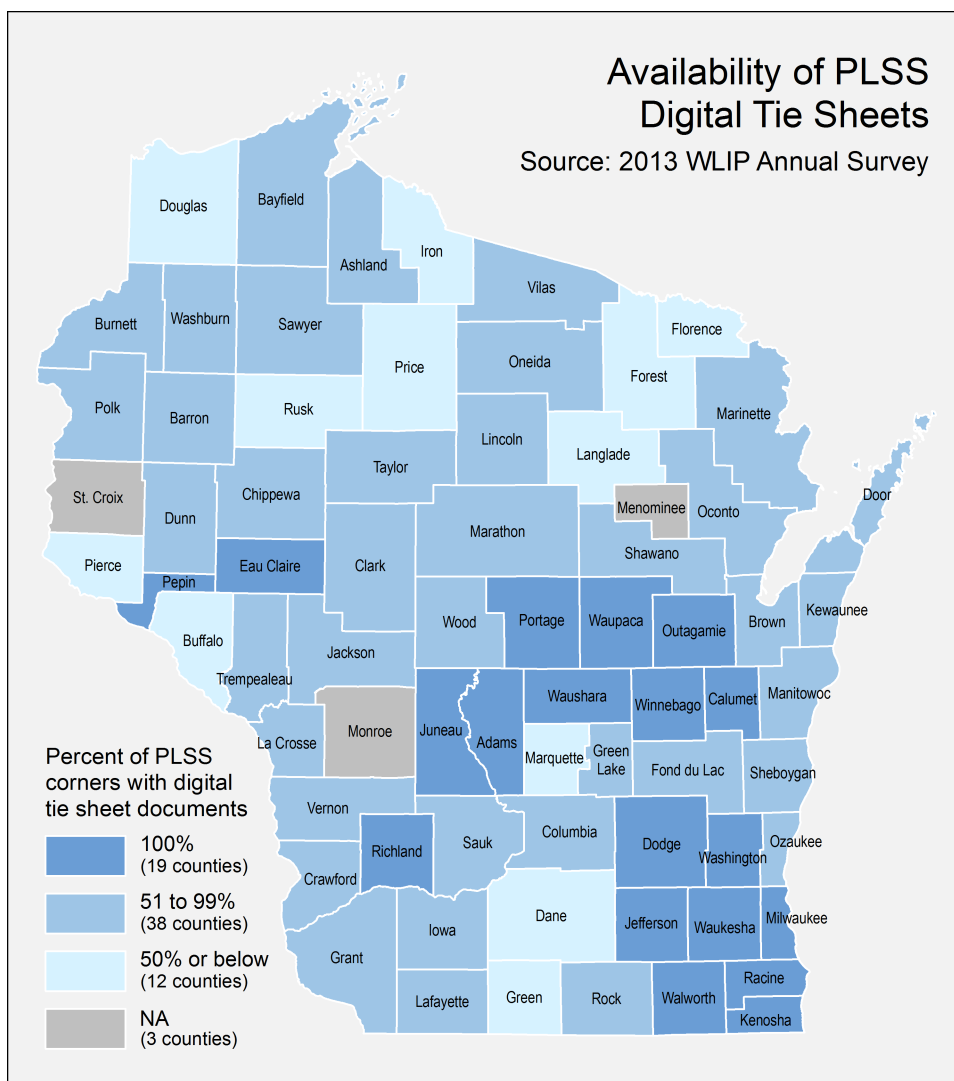 Availability of PLSS
Digital Tie Sheets
Source: 2013 WLIP Annual Survey
Douglas
Bayfield
Ashland
Iron
Vilas
Burnett
Washburn
Sawyer
Price
Oneida
Forest
Florence
Polk
Barron
Rusk
Lincoln
Langlade
Marinette
Taylor
St. Croix
Dunn
Chippewa
Marathon
Menominee
Oconto
Door
Pierce
Pepin
Eau Claire
Clark
Shawano
Buffalo
Trempealeau
Jackson
Wood
Portage
Waupaca
Outagamie
Brown
Kewaunee
La Crosse
Monroe
Juneau
Adams
Waushara
Winnebago
Calumet
Manitowoc
Marquette
Green
Lake
Fond du Lac
Sheboygan
Vernon
Richland
Sauk
Columbia
Dodge
Washington
Ozaukee
Crawford
Grant
Iowa
Dane
Jefferson
Waukesha
Milwaukee
Lafayette
Green
Rock
Walworth
Racine
Kenosha
Percent of PLSS
corners with digital
tie sheet documents
100%
(19 counties)
51 to 99%
(38 counties)
50% or below
(12 counties)
NA
(3 counties)